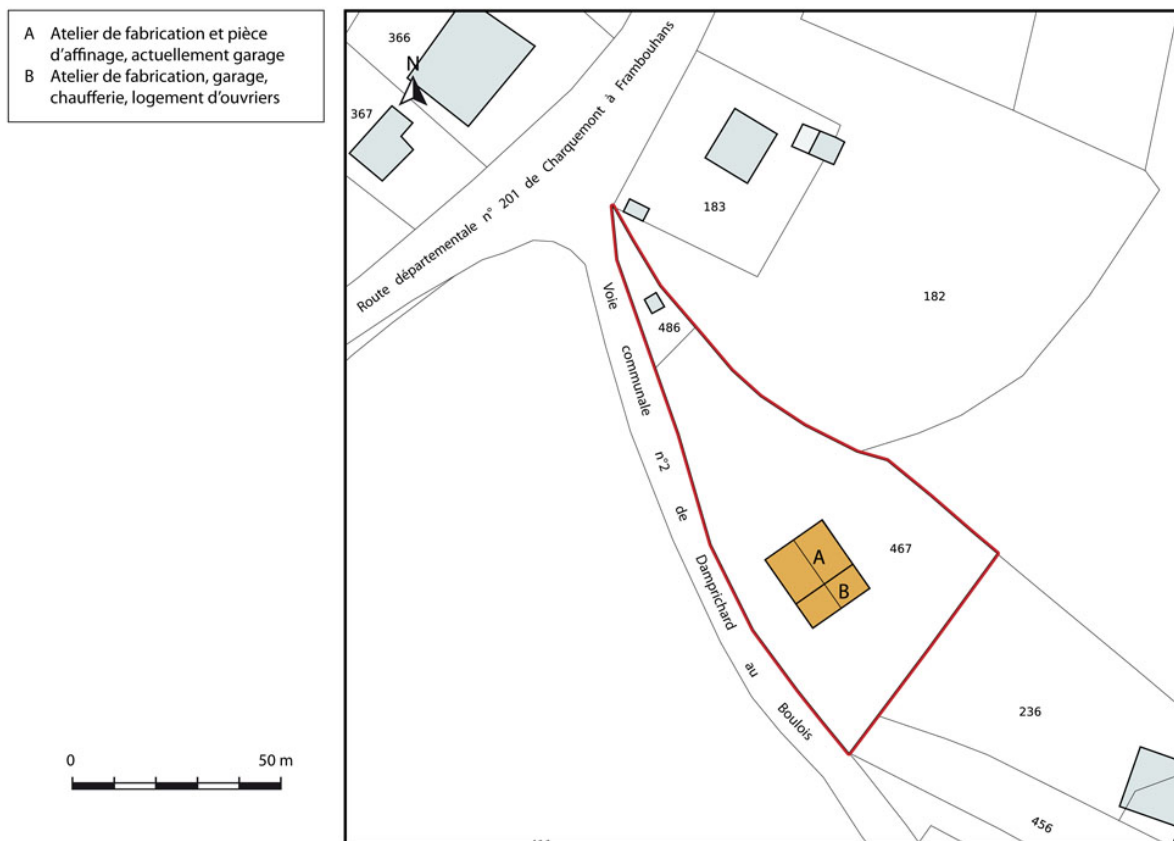 A Atelier de fabrication et pièce
d’affinage, actuellement garage
B Atelier de fabrication, garage,
chaufferie, logement d’ouvriers
366
N
367
Route départementale n° 201 de Charquemont à Frambouhans
183
182
486
Voie communale n°2 de Damprichard au Boulois
467
A
B
236
456
0 50 m